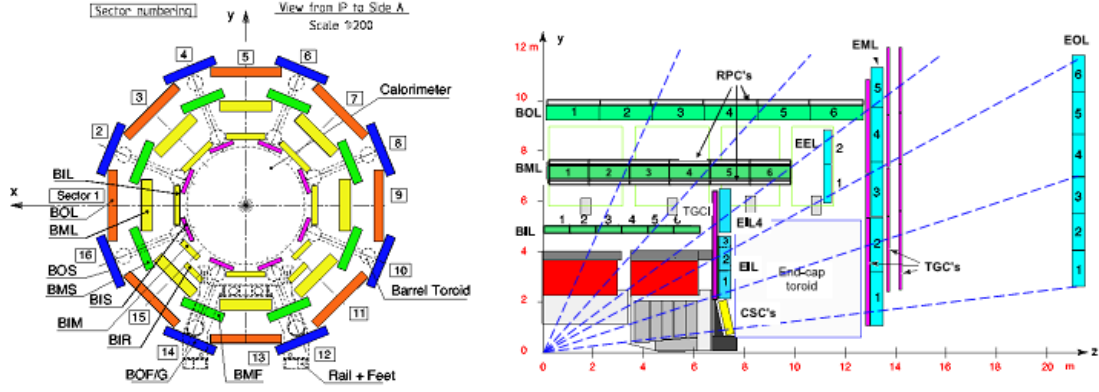 Sector numbering
View from IP to Side A
Scale 1:200
y
4
5
6
3
7
Calorimeter
2
8
BIL
x
Sector 1
9
BOL
BML
16
10
BOS
Barrel Toroid
BMS
BIS
15
11
BIM
BIR
14
13
12
BOF/G
BMF
Rail + Feet
12 m
y
EML
EOL
RPC's
6
10
BOL
1 2 3 4 5 6
5
5
8
EEL
2
4
4
BML
1 2 3 4 5 6
1
3
3
6
TGCI
BIL
1 2 3 4 5 6
EIL4
2
4
3
2
EIL
End-cap
toroid
2
TGC's
1
1
2
1
CSC's
0
z
0 2 4 6 8 10 12 14 16 18 20 m